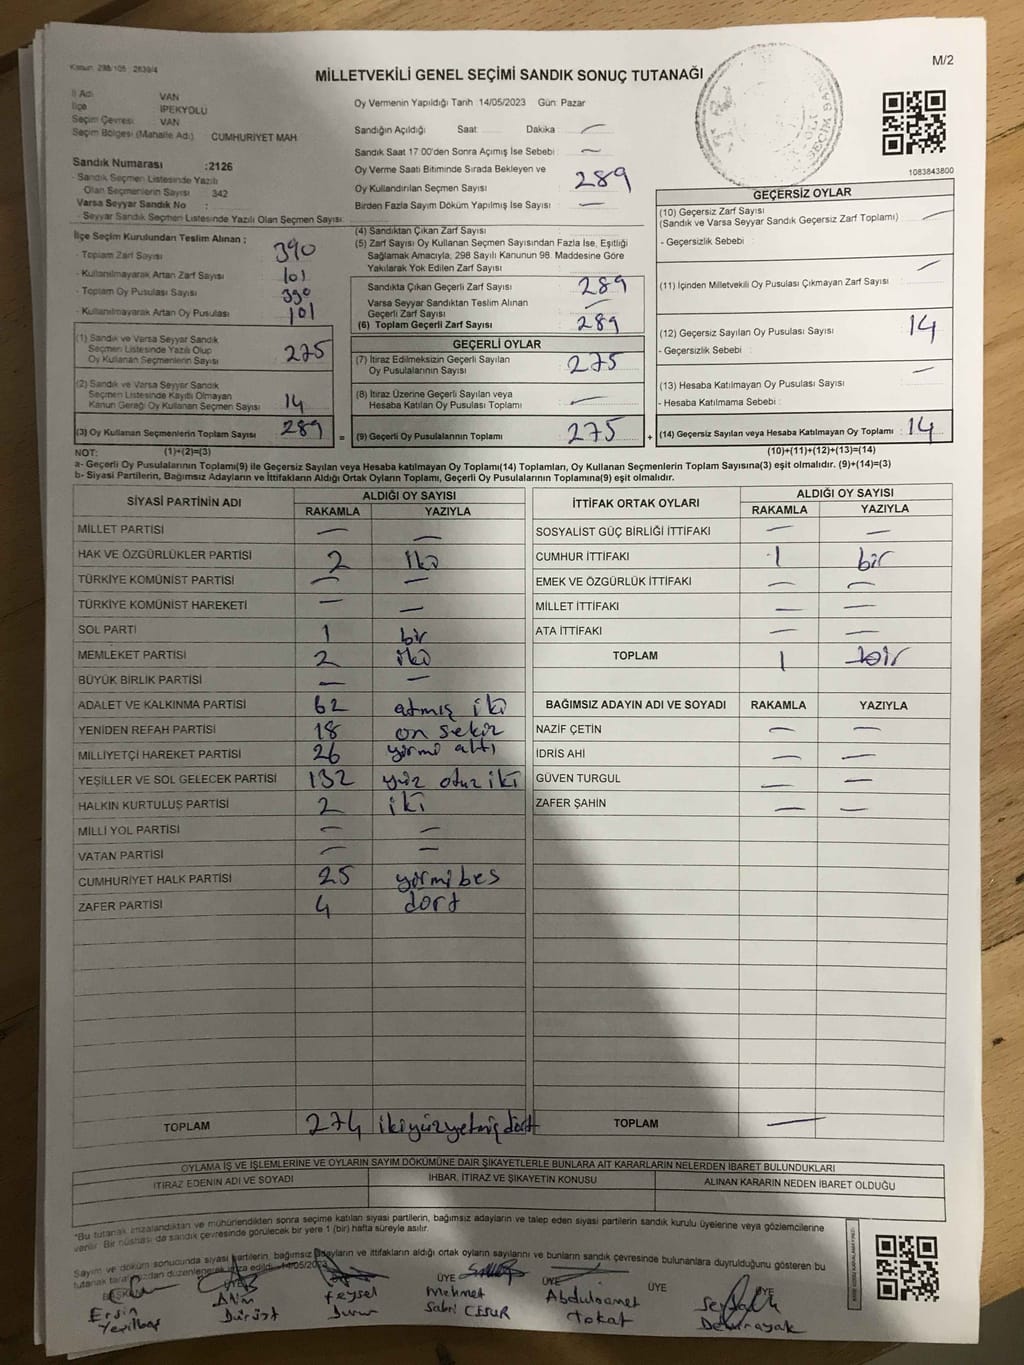 Kanun: 298/105 : 2839/4
M/2
MİLLETVEKİLİ GENEL SEÇİMİ SANDIK SONUÇ TUTANAĞI
İl Adı VAN
İlçe İPEKYOLU
Seçim Çevresi VAN
Seçim Bölgesi (Mahalle Ad.) CUMHURİYET MAH
Sandık Numarası :2126
- Sandık Seçmen Listesinde Yazılı
Olan Seçmenlerin Sayısı : 342
Varsa Seyyar Sandık No :
- Seyyar Sandık Seçmen Listesinde Yazılı Olan Seçmen Sayısı:
Oy Vermenin Yapıldığı Tarih :14/05/2023 Gün: Pazar
Sandığın Açıldığı Saat: Dakika —
Sandık Saat 17:00'den Sonra Açımış İse Sebebi : —
Oy Verme Saati Bitiminde Sırada Bekleyen ve
Oy Kullandırılan Seçmen Sayısı : 289
Birden Fazla Sayım Döküm Yapılmış İse Sayısı : —
1083843800
İlçe Seçim Kurulundan Teslim Alınan ;
- Toplam Zarf Sayısı : 390
- Kullanılmayarak Artan Zarf Sayısı : 101
- Toplam Oy Pusulası Sayısı : 390
- Kullanılmayarak Artan Oy Pusulası : 101
(1) Sandık ve Varsa Seyyar Sandık
Seçmen Listesinde Yazılı Olup
Oy Kullanan Seçmenlerin Sayısı : 275
(2) Sandık ve Varsa Seyyar Sandık
Seçmen Listesinde Kayıtlı Olmayan
Kanun Gereği Oy Kullanan Seçmen Sayısı : 14
(3) Oy Kullanan Seçmenlerin Toplam Sayısı : 289
(4) Sandıktan Çıkan Zarf Sayısı :
(5) Zarf Sayısı Oy Kullanan Seçmen Sayısından Fazla İse, Eşitliği
Sağlamak Amacıyla, 298 Sayılı Kanunun 98. Maddesine Göre
Yakılarak Yok Edilen Zarf Sayısı :
Sandıkta Çıkan Geçerli Zarf Sayısı : 289
Varsa Seyyar Sandıktan Teslim Alınan
Geçerli Zarf Sayısı : —
(6) Toplam Geçerli Zarf Sayısı : 289
GEÇERLİ OYLAR
(7) İtiraz Edilmeksizin Geçerli Sayılan
Oy Pusulalarının Sayısı : 275
(8) İtiraz Üzerine Geçerli Sayılan veya
Hesaba Katılan Oy Pusulası Toplamı : —
= (9) Geçerli Oy Pusulalarının Toplamı : 275 +
GEÇERSİZ OYLAR
(10) Geçersiz Zarf Sayısı : —
(Sandık ve Varsa Seyyar Sandık Geçersiz Zarf Toplamı)
- Geçersizlik Sebebi :
(11) İçinden Milletvekili Oy Pusulası Çıkmayan Zarf Sayısı : —
(12) Geçersiz Sayılan Oy Pusulası Sayısı : 14
- Geçersizlik Sebebi :
(13) Hesaba Katılmayan Oy Pusulası Sayısı : —
- Hesaba Katılmama Sebebi :
(14) Geçersiz Sayılan veya Hesaba Katılmayan Oy Toplamı : 14
NOT: (1)+(2)=(3) (10)+(11)+(12)+(13)=(14)
a- Geçerli Oy Pusulalarının Toplamı(9) ile Geçersiz Sayılan veya Hesaba katılmayan Oy Toplamı(14) Toplamları, Oy Kullanan Seçmenlerin Toplam Sayısına(3) eşit olmalıdır. (9)+(14)=(3)
b- Siyasi Partilerin, Bağımsız Adayların ve İttifakların Aldığı Ortak Oyların Toplamı, Geçerli Oy Pusulalarının Toplamına(9) eşit olmalıdır.
SİYASİ PARTİNİN ADI ALDIĞI OY SAYISI
RAKAMLA YAZIYLA
MİLLET PARTİSİ — —
HAK VE ÖZGÜRLÜKLER PARTİSİ 2 iki
TÜRKİYE KOMÜNİST PARTİSİ — —
TÜRKİYE KOMÜNİST HAREKETİ — —
SOL PARTİ 1 bir
MEMLEKET PARTİSİ 2 iki
BÜYÜK BİRLİK PARTİSİ — —
ADALET VE KALKINMA PARTİSİ 62 atmış iki
YENİDEN REFAH PARTİSİ 18 on sekiz
MİLLİYETÇİ HAREKET PARTİSİ 26 yirmi altı
YEŞİLLER VE SOL GELECEK PARTİSİ 132 yüz otuz iki
HALKIN KURTULUŞ PARTİSİ 2 iki
MİLLİ YOL PARTİSİ — —
VATAN PARTİSİ — —
CUMHURİYET HALK PARTİSİ 25 yirmi bes
ZAFER PARTİSİ 4 dört
TOPLAM 274 ikiyüzyetmiş dört
İTTİFAK ORTAK OYLARI ALDIĞI OY SAYISI
RAKAMLA YAZIYLA
SOSYALİST GÜÇ BİRLİĞİ İTTİFAKI — —
CUMHUR İTTİFAKI 1 bir
EMEK VE ÖZGÜRLÜK İTTİFAKI — —
MİLLET İTTİFAKI — —
ATA İTTİFAKI — —
TOPLAM 1 bir
BAĞIMSIZ ADAYIN ADI VE SOYADI RAKAMLA YAZIYLA
NAZİF ÇETİN — —
İDRİS AHİ — —
GÜVEN TURGUL — —
ZAFER ŞAHİN — —
TOPLAM —
OYLAMA İŞ VE İŞLEMLERİNE VE OYLARIN SAYIM DÖKÜMÜNE DAİR ŞİKAYETLERLE BUNLARA AİT KARARLARIN NELERDEN İBARET BULUNDUKLARI
İTİRAZ EDENİN ADI VE SOYADI İHBAR, İTİRAZ VE ŞİKAYETİN KONUSU ALINAN KARARIN NEDEN İBARET OLDUĞU
*Bu tutanak imzalandıktan ve mühürlendikten sonra seçime katılan siyasi partilerin, bağımsız adayların ve talep eden siyasi partilerin sandık kurulu üyelerine veya gözlemcilerine
verilir. Bir nüshası da sandık çevresinde görülecek bir yere 1 (bir) hafta süreyle asılır.
Sayım ve döküm sonucunda siyasi partilerin, bağımsız adayların ve ittifakların aldığı ortak oyların sayılarını ve bunların sandık çevresinde bulunanlara duyrulduğunu gösteren bu
tutanak tarafımızdan düzenlenerek imza edildi. 14/05/2023
BAŞKAN ÜYE ÜYE ÜYE ÜYE ÜYE
Ersin Feysel Mehmet Abdulsamet
Yeşilbaş Dürüst Sabri CESUR Tokat Demirayak